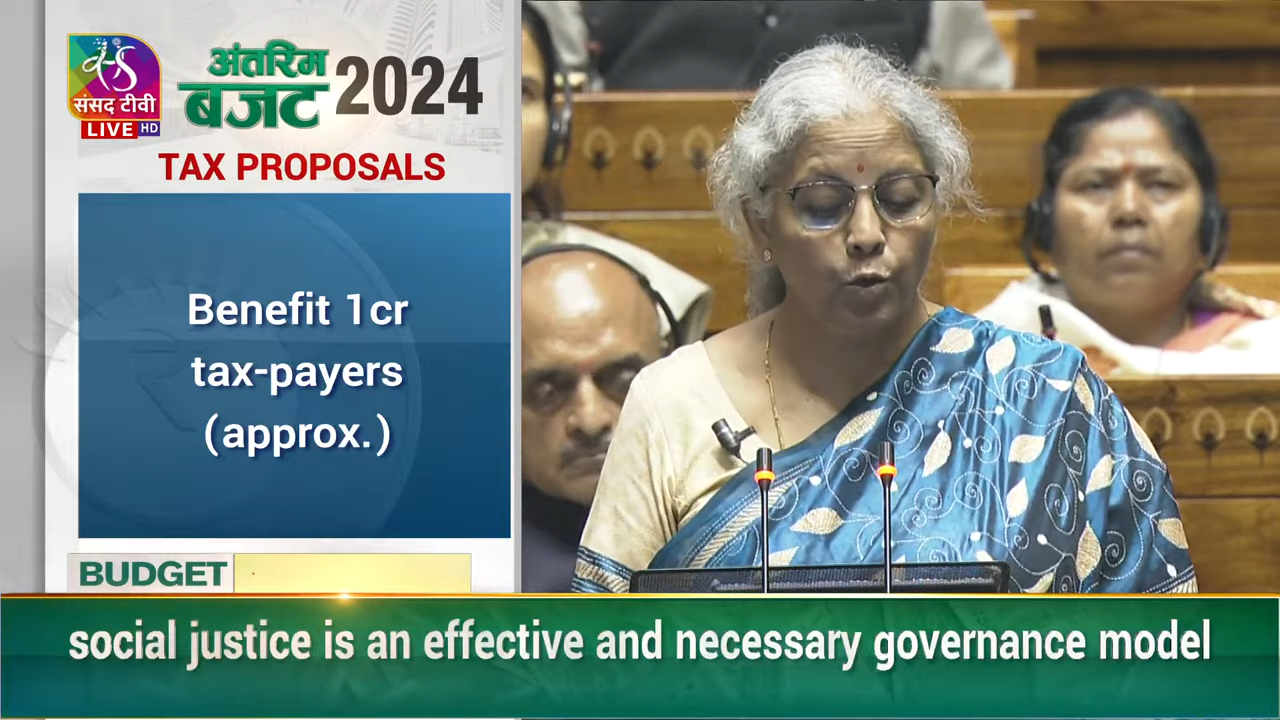 संसद टीवी
LIVE HD
अंतरिम
बजट 2024
TAX PROPOSALS
Benefit 1cr
tax-payers
(approx.)
BUDGET
social justice is an effective and necessary governance model